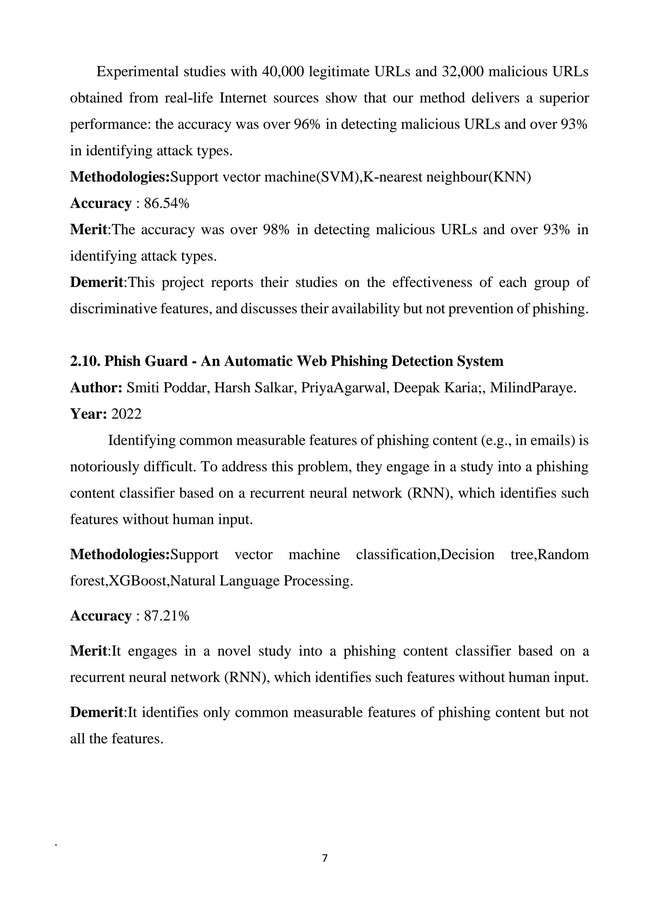 Experimental studies with 40,000 legitimate URLs and 32,000 malicious URLs
obtained from real-life Internet sources show that our method delivers a superior
performance: the accuracy was over 96% in detecting malicious URLs and over 93%
in identifying attack types.
Methodologies:Support vector machine(SVM),K-nearest neighbour(KNN)
Accuracy : 86.54%
Merit:The accuracy was over 98% in detecting malicious URLs and over 93% in
identifying attack types.
Demerit:This project reports their studies on the effectiveness of each group of
discriminative features, and discusses their availability but not prevention of phishing.
2.10. Phish Guard - An Automatic Web Phishing Detection System
Author: Smiti Poddar, Harsh Salkar, PriyaAgarwal, Deepak Karia;, MilindParaye.
Year: 2022
Identifying common measurable features of phishing content (e.g., in emails) is
notoriously difficult. To address this problem, they engage in a study into a phishing
content classifier based on a recurrent neural network (RNN), which identifies such
features without human input.
Methodologies:Support vector machine classification,Decision tree,Random
forest,XGBoost,Natural Language Processing.
Accuracy : 87.21%
Merit:It engages in a novel study into a phishing content classifier based on a
recurrent neural network (RNN), which identifies such features without human input.
Demerit:It identifies only common measurable features of phishing content but not
all the features.
.
7